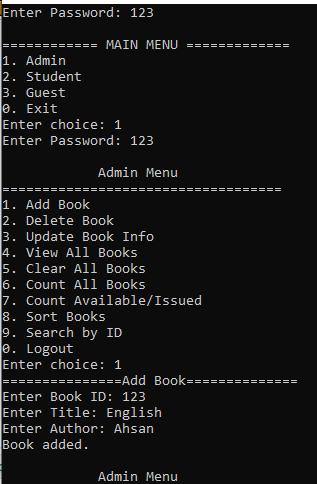 Enter Password: 123
============ MAIN MENU =============
1. Admin
2. Student
3. Guest
0. Exit
Enter choice: 1
Enter Password: 123
Admin Menu
===================================
1. Add Book
2. Delete Book
3. Update Book Info
4. View All Books
5. Clear All Books
6. Count All Books
7. Count Available/Issued
8. Sort Books
9. Search by ID
0. Logout
Enter choice: 1
===============Add Book==============
Enter Book ID: 123
Enter Title: English
Enter Author: Ahsan
Book added.
Admin Menu